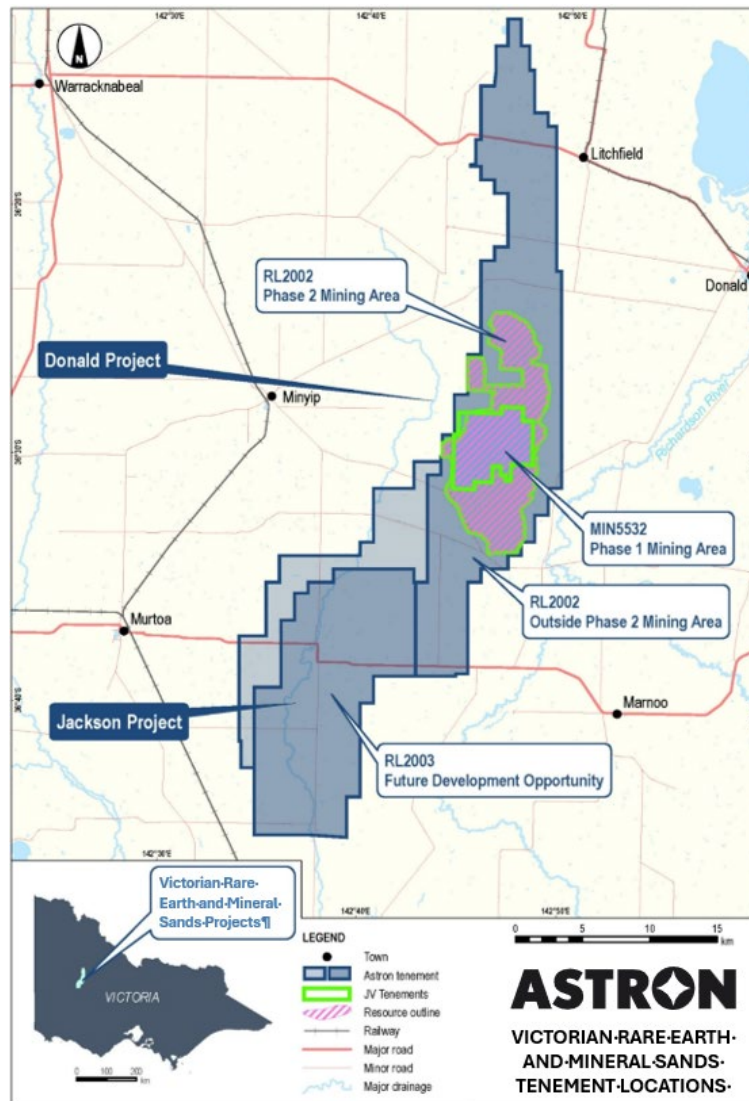 142°30'E
142°40'E
142°50'E
N
Warracknabeal
Litchfield
36°20'S
RL2002
Phase 2 Mining Area
Donald
Donald Project
Minyip
Richardson River
36°30'S
MIN5532
Phase 1 Mining Area
RL2002
Outside Phase 2 Mining Area
Murtoa
36°40'S
Marnoo
Jackson Project
RL2003
Future Development Opportunity
142°30'E
142°40'E
142°50'E
Victorian·Rare·
Earth·and·Mineral·
Sands·Projects¶
VICTORIA
0 100 200
km
LEGEND
Town
Astron tenement
JV Tenements
Resource outline
Railway
Major road
Minor road
Major drainage
0 5 10 15
km
ASTRON
VICTORIAN·RARE·EARTH·
AND·MINERAL·SANDS·
TENEMENT·LOCATIONS·